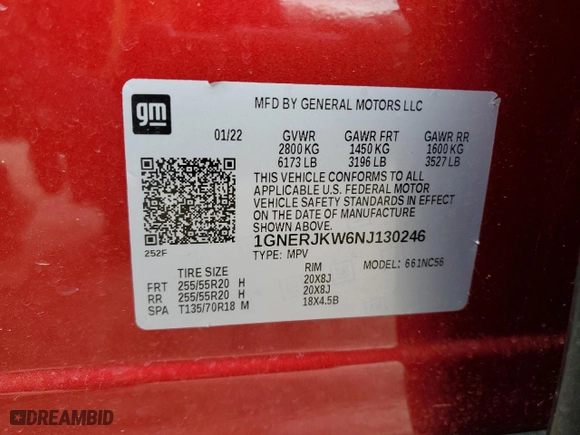 gm
MFD BY GENERAL MOTORS LLC
01/22 GVWR GAWR FRT GAWR RR
2800 KG 1450 KG 1600 KG
6173 LB 3196 LB 3527 LB
THIS VEHICLE CONFORMS TO ALL
APPLICABLE U.S. FEDERAL MOTOR
VEHICLE SAFETY STANDARDS IN EFFECT
ON THE DATE OF MANUFACTURE
SHOWN ABOVE.
252F
1GNERJKW6NJ130246
TYPE: MPV MODEL: 661NC56
TIRE SIZE RIM
FRT 255/55R20 H 20X8J
RR 255/55R20 H 20X8J
SPA T135/70R18 M 18X4.5B
DREAMBID